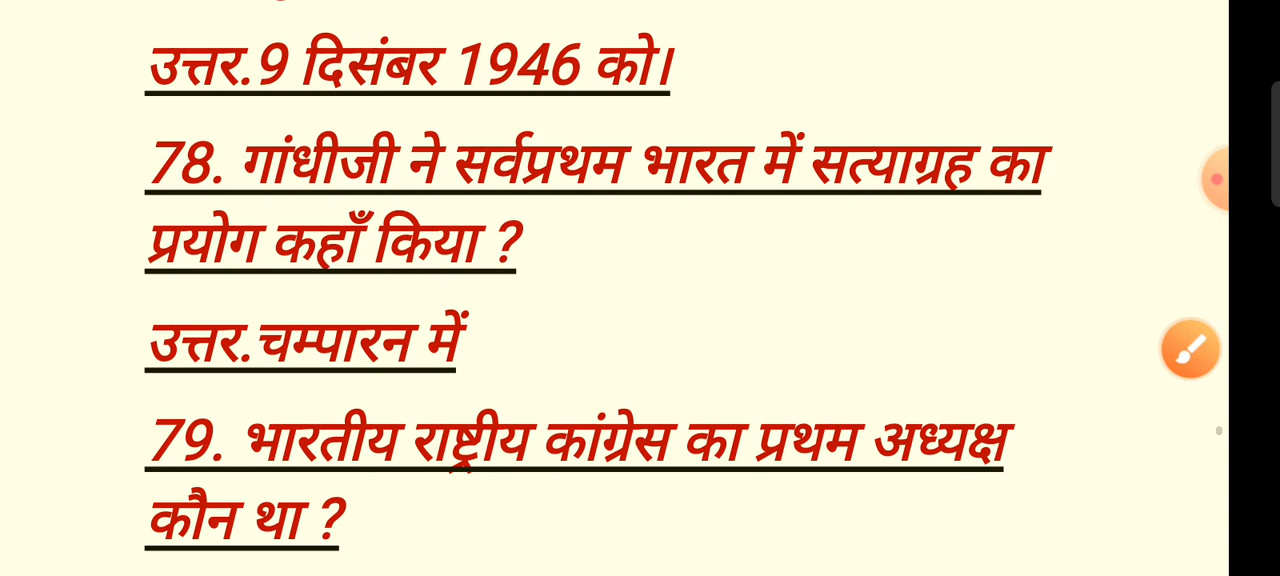 उत्तर.9 दिसंबर 1946 को।
78. गांधीजी ने सर्वप्रथम भारत में सत्याग्रह का
प्रयोग कहाँ किया ?
उत्तर.चम्पारन में
79. भारतीय राष्ट्रीय कांग्रेस का प्रथम अध्यक्ष
कौन था ?